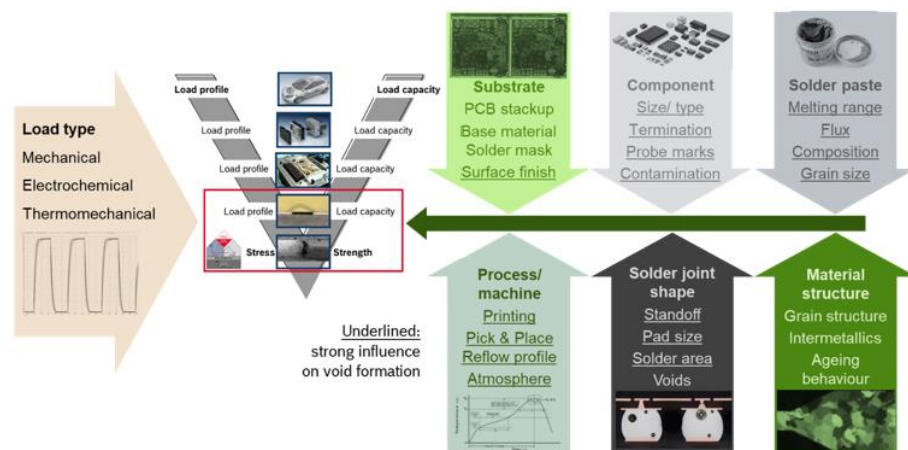 Load type
Mechanical
Electrochemical
Thermomechanical
Load profile
Load capacity
Load profile
Load capacity
Load profile
Load capacity
Load profile
Load capacity
Stress
Strength
Underlined:
strong influence
on void formation
Substrate
PCB stackup
Base material
Solder mask
Surface finish
Component
Size/ type
Termination
Probe marks
Contamination
Solder paste
Melting range
Flux
Composition
Grain size
Process/
machine
Printing
Pick & Place
Reflow profile
Atmosphere
Solder joint
shape
Standoff
Pad size
Solder area
Voids
Material
structure
Grain structure
Intermetallics
Ageing
behaviour